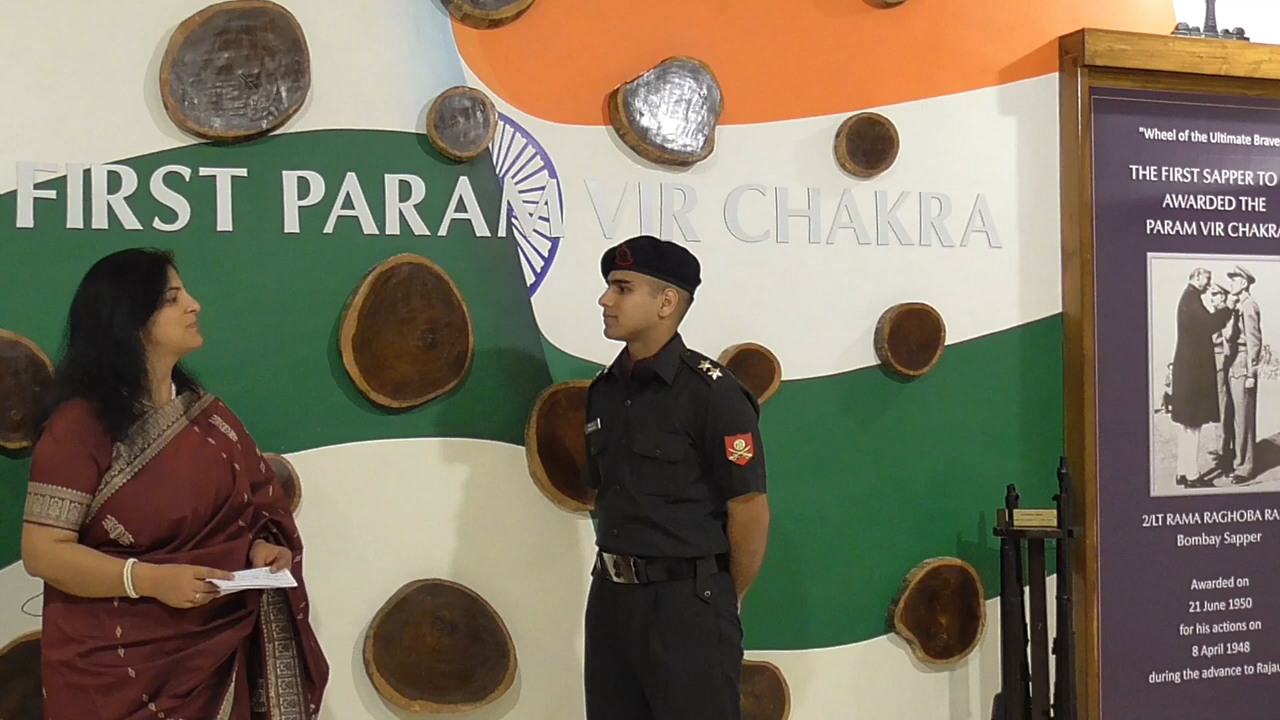 FIRST PARAM VIR CHAKRA
"Wheel of the Ultimate Brave
THE FIRST SAPPER TO
AWARDED THE
PARAM VIR CHAKRA
2/LT RAMA RAGHOBA RA
Bombay Sapper
Awarded on
21 June 1950
for his actions on
8 April 1948
during the advance to Rajau